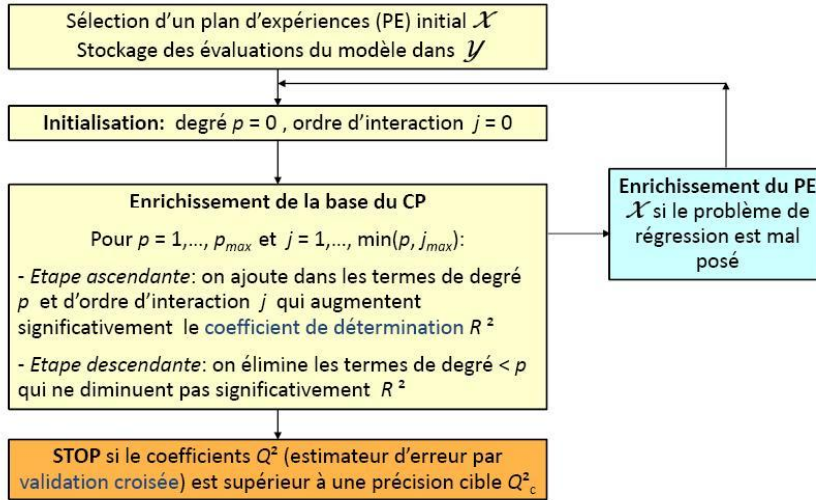 Sélection d'un plan d'expériences (PE) initial 𝒳
Stockage des évaluations du modèle dans 𝒴
Initialisation: degré p = 0 , ordre d'interaction j = 0
Enrichissement de la base du CP
Pour p = 1,..., pmax et j = 1,..., min(p, jmax):
- Etape ascendante: on ajoute dans les termes de degré
p et d'ordre d'interaction j qui augmentent
significativement le coefficient de détermination R ²
- Etape descendante: on élimine les termes de degré < p
qui ne diminuent pas significativement R ²
Enrichissement du PE
𝒳 si le problème de
régression est mal
posé
STOP si le coefficients Q² (estimateur d'erreur par
validation croisée) est supérieur à une précision cible Q²c